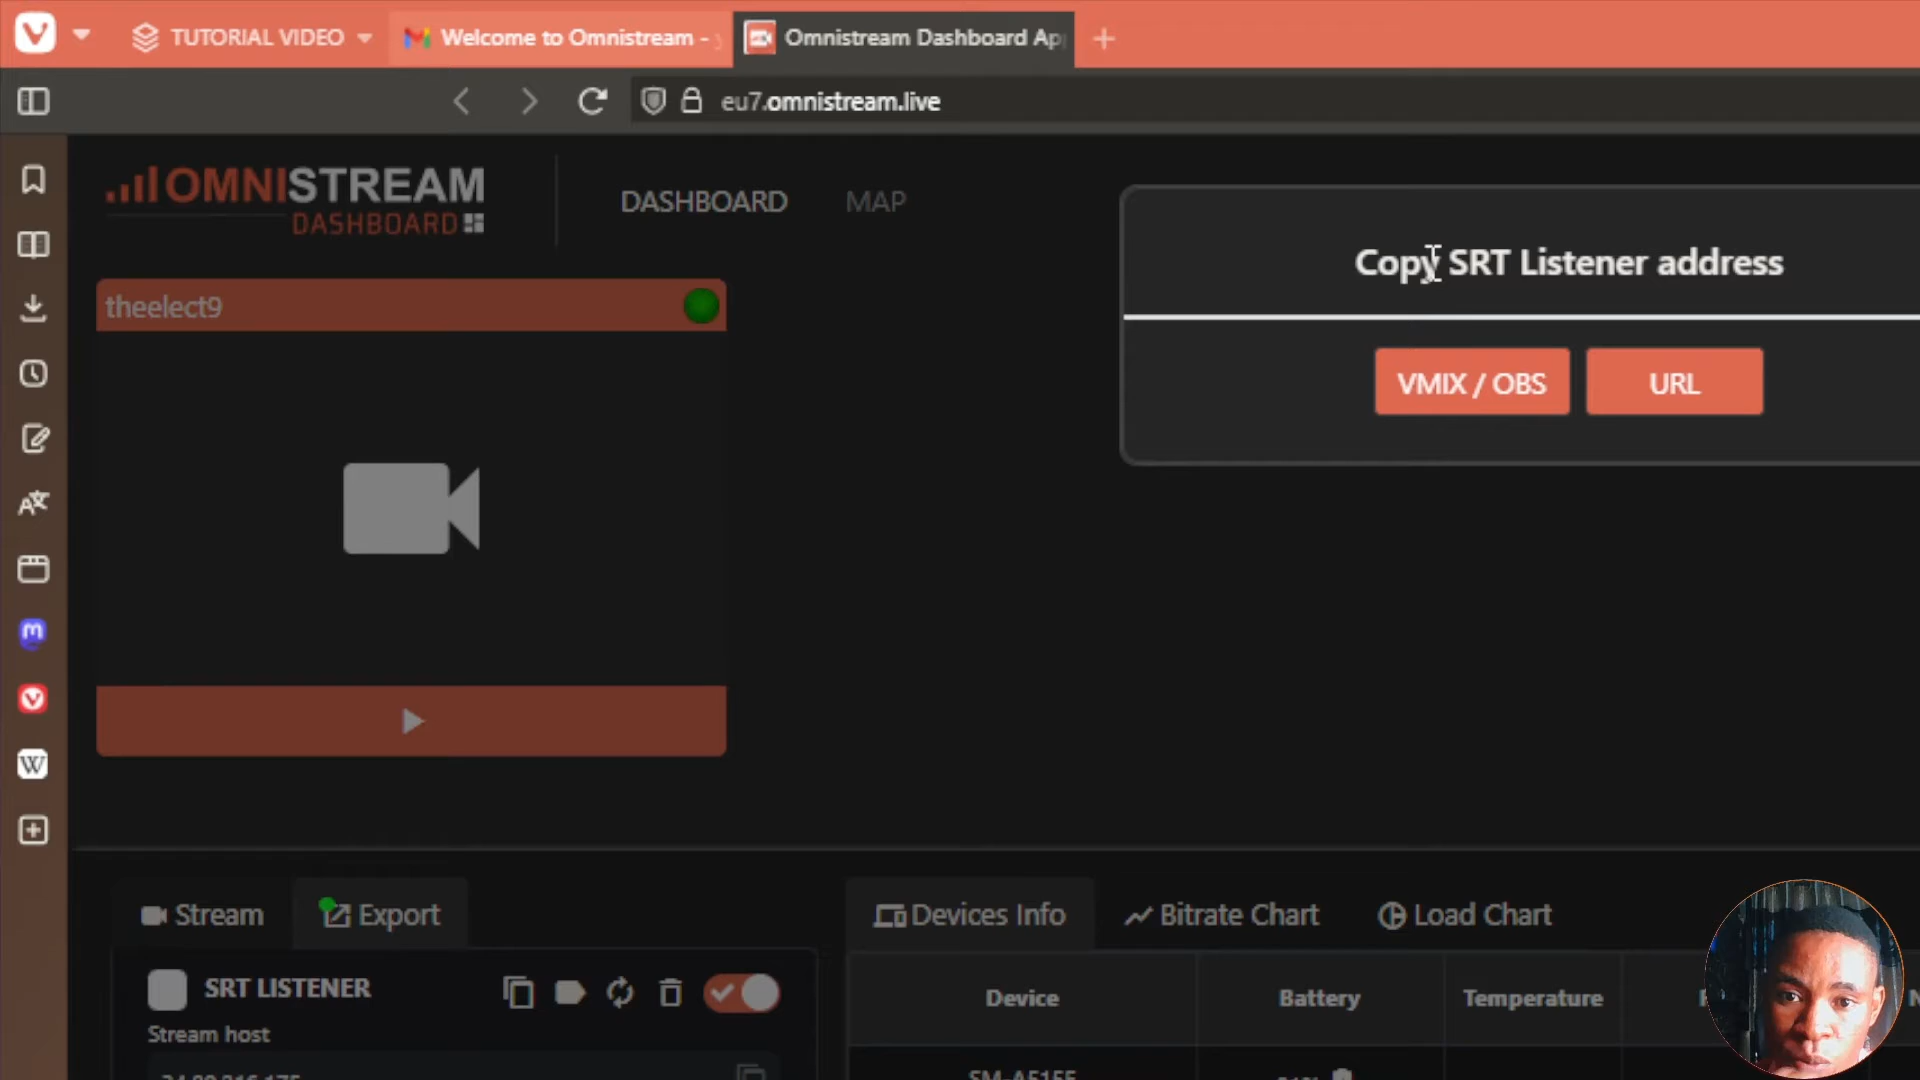 TUTORIAL VIDEO
Welcome to Omnistream -
Omnistream Dashboard Ap
eu7.omnistream.live
OMNISTREAM
DASHBOARD
DASHBOARD
MAP
Copy SRT Listener address
VMIX / OBS
URL
theelect9
Stream
Export
Devices Info
Bitrate Chart
Load Chart
SRT LISTENER
Device
Battery
Temperature
Stream host